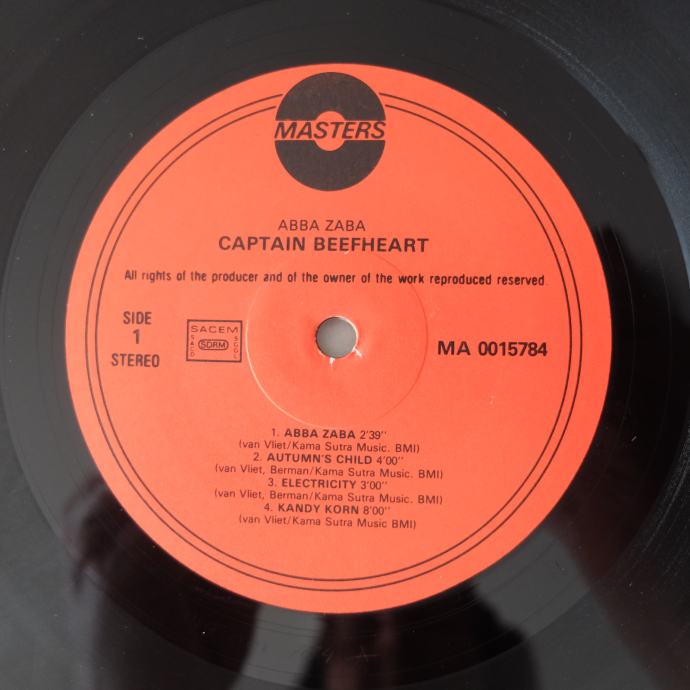 MASTERS
ABBA ZABA
CAPTAIN BEEFHEART
All rights of the producer and of the owner of the work reproduced reserved.
SIDE
1
STEREO
SACEM
SACD
SDRM
SGDL
MA 0015784
1. ABBA ZABA 2'39''
(van Vliet/Kama Sutra Music. BMI)
2. AUTUMN'S CHILD 4'00''
(van Vliet, Berman/Kama Sutra Music. BMI)
3. ELECTRICITY 3'00''
(van Vliet, Berman/Kama Sutra Music. BMI)
4. KANDY KORN 8'00''
(van Vliet/Kama Sutra Music BMI)